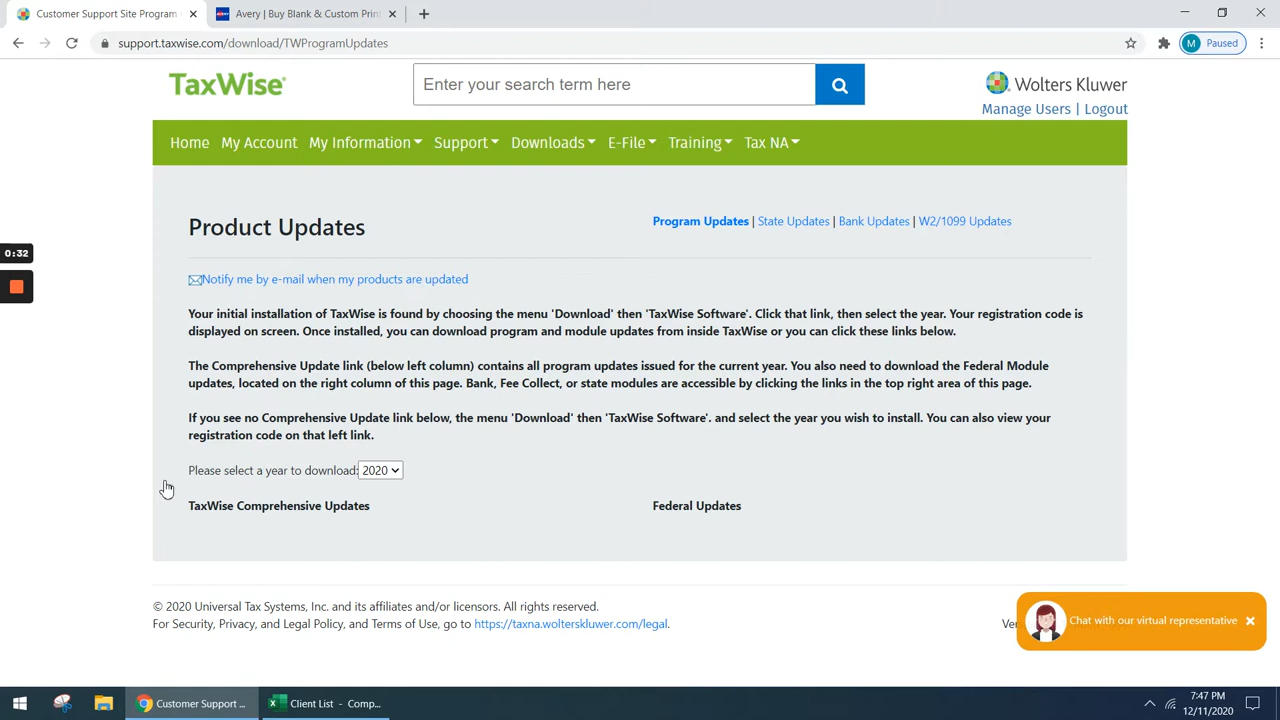 Customer Support Site Program
Avery | Buy Blank & Custom Prin
M Paused
support.taxwise.com/download/TWProgramUpdates
TaxWise
Enter your search term here
Wolters Kluwer
Manage Users | Logout
Home My Account My Information Support Downloads E-File Training Tax NA
Product Updates
Program Updates | State Updates | Bank Updates | W2/1099 Updates
0:32
Notify me by e-mail when my products are updated
Your initial installation of TaxWise is found by choosing the menu 'Download' then 'TaxWise Software'. Click that link, then select the year. Your registration code is
displayed on screen. Once installed, you can download program and module updates from inside TaxWise or you can click these links below.
The Comprehensive Update link (below left column) contains all program updates issued for the current year. You also need to download the Federal Module
updates, located on the right column of this page. Bank, Fee Collect, or state modules are accessible by clicking the links in the top right area of this page.
If you see no Comprehensive Update link below, the menu 'Download' then 'TaxWise Software'. and select the year you wish to install. You can also view your
registration code on that left link.
Please select a year to download: 2020
TaxWise Comprehensive Updates
Federal Updates
© 2020 Universal Tax Systems, Inc. and its affiliates and/or licensors. All rights reserved.
For Security, Privacy, and Legal Policy, and Terms of Use, go to https://taxna.wolterskluwer.com/legal.
Chat with our virtual representative
Customer Support ...
Client List - Comp...
7:47 PM
12/11/2020